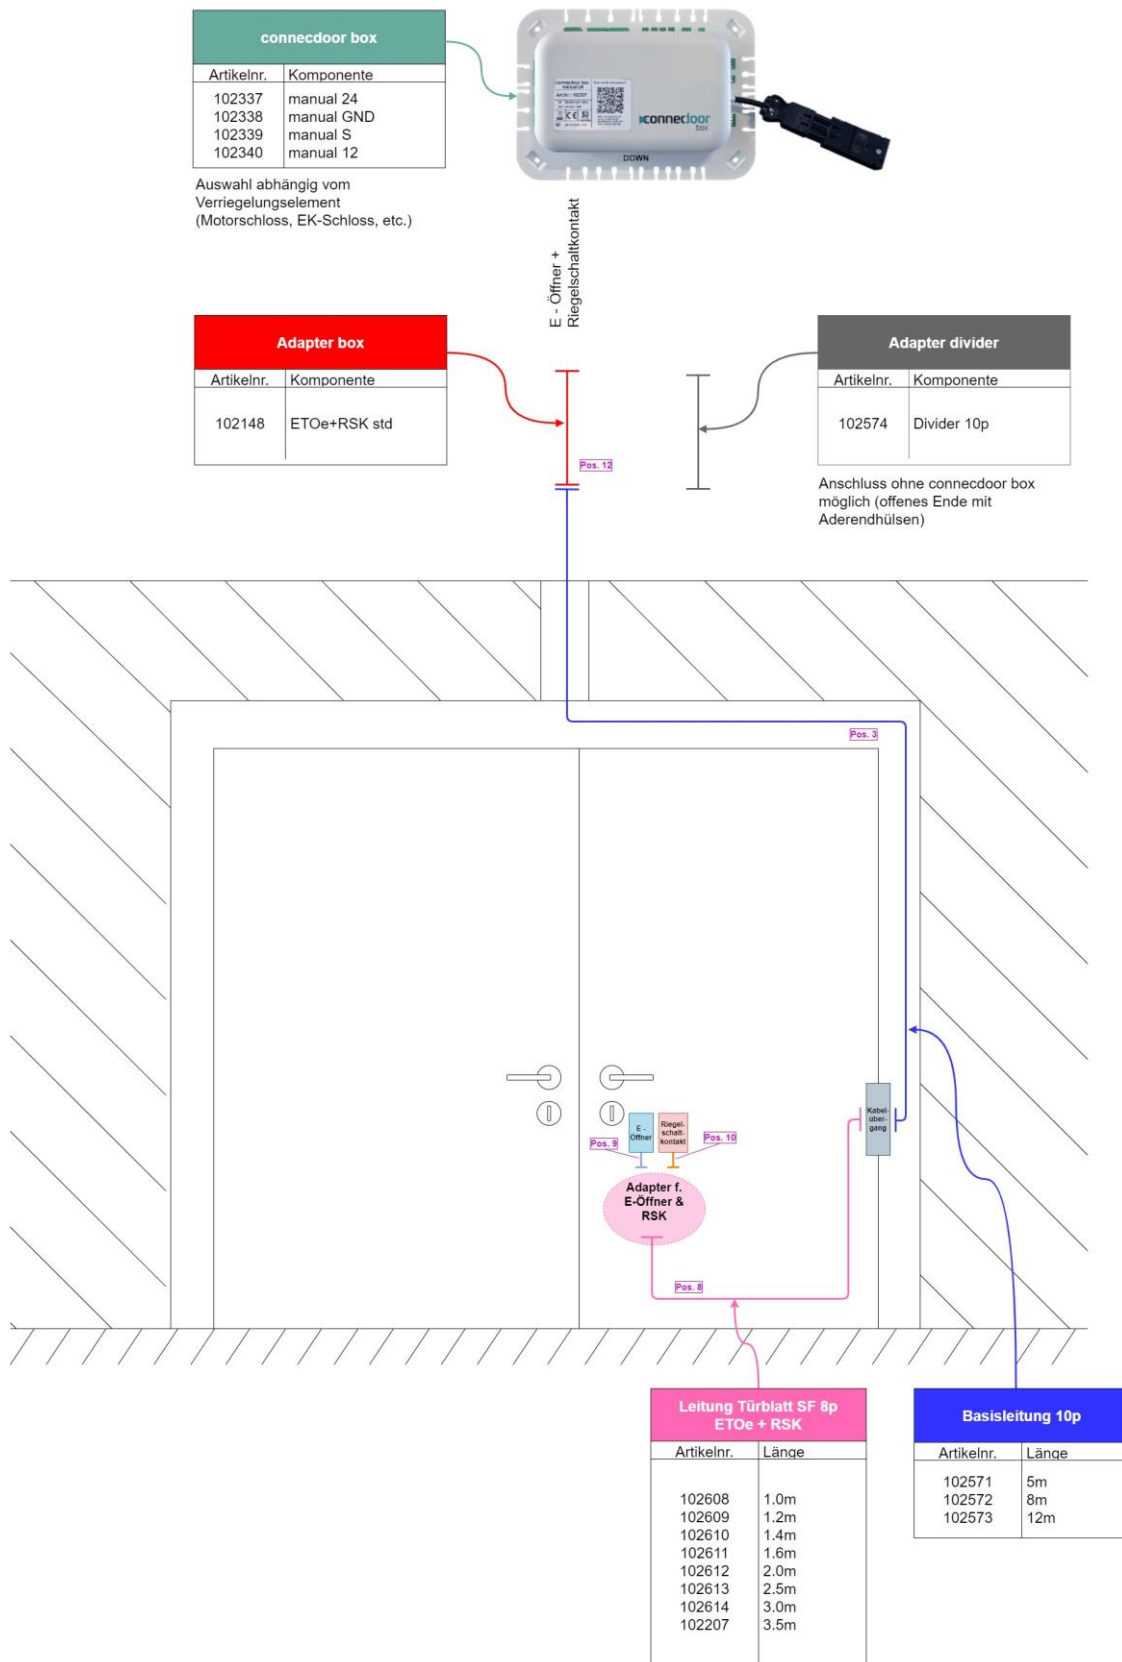 connecdoor box
Artikelnr. Komponente
102337 manual 24
102338 manual GND
102339 manual S
102340 manual 12
Auswahl abhängig vom
Verriegelungselement
(Motorschloss, EK-Schloss, etc.)
connecdoor
box
DOWN
E - Öffner +
Riegelschaltkontakt
Adapter box
Artikelnr. Komponente
102148 ETOe+RSK std
Pos. 12
Adapter divider
Artikelnr. Komponente
102574 Divider 10p
Anschluss ohne connecdoor box
möglich (offenes Ende mit
Aderendhülsen)
Pos. 3
Kabel-
über-
gang
E -
Öffner
Riegel-
schalt-
kontakt
Pos. 9
Pos. 10
Adapter f.
E-Öffner &
RSK
Pos. 8
Leitung Türblatt SF 8p
ETOe + RSK
Artikelnr. Länge
102608 1.0m
102609 1.2m
102610 1.4m
102611 1.6m
102612 2.0m
102613 2.5m
102614 3.0m
102207 3.5m
Basisleitung 10p
Artikelnr. Länge
102571 5m
102572 8m
102573 12m